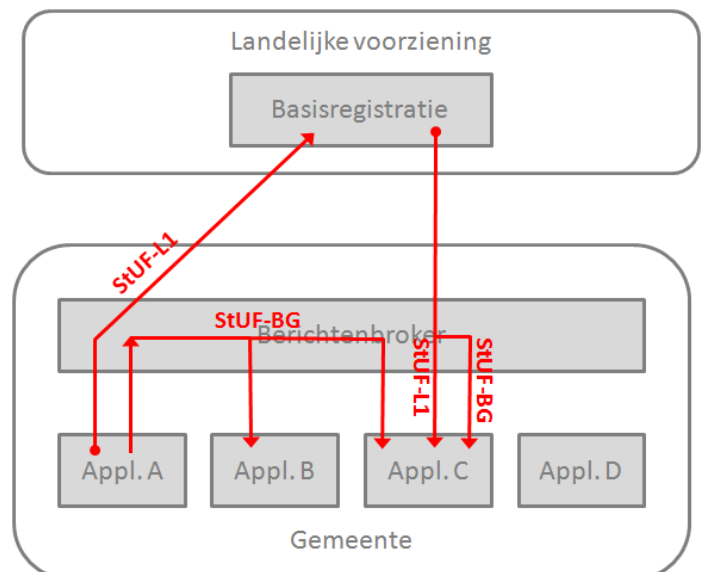 Landelijke voorziening
Basisregistratie
StUF-L1
StUF-BG
Berichtenbroker
StUF-L1
StUF-BG
Appl. A
Appl. B
Appl. C
Appl. D
Gemeente